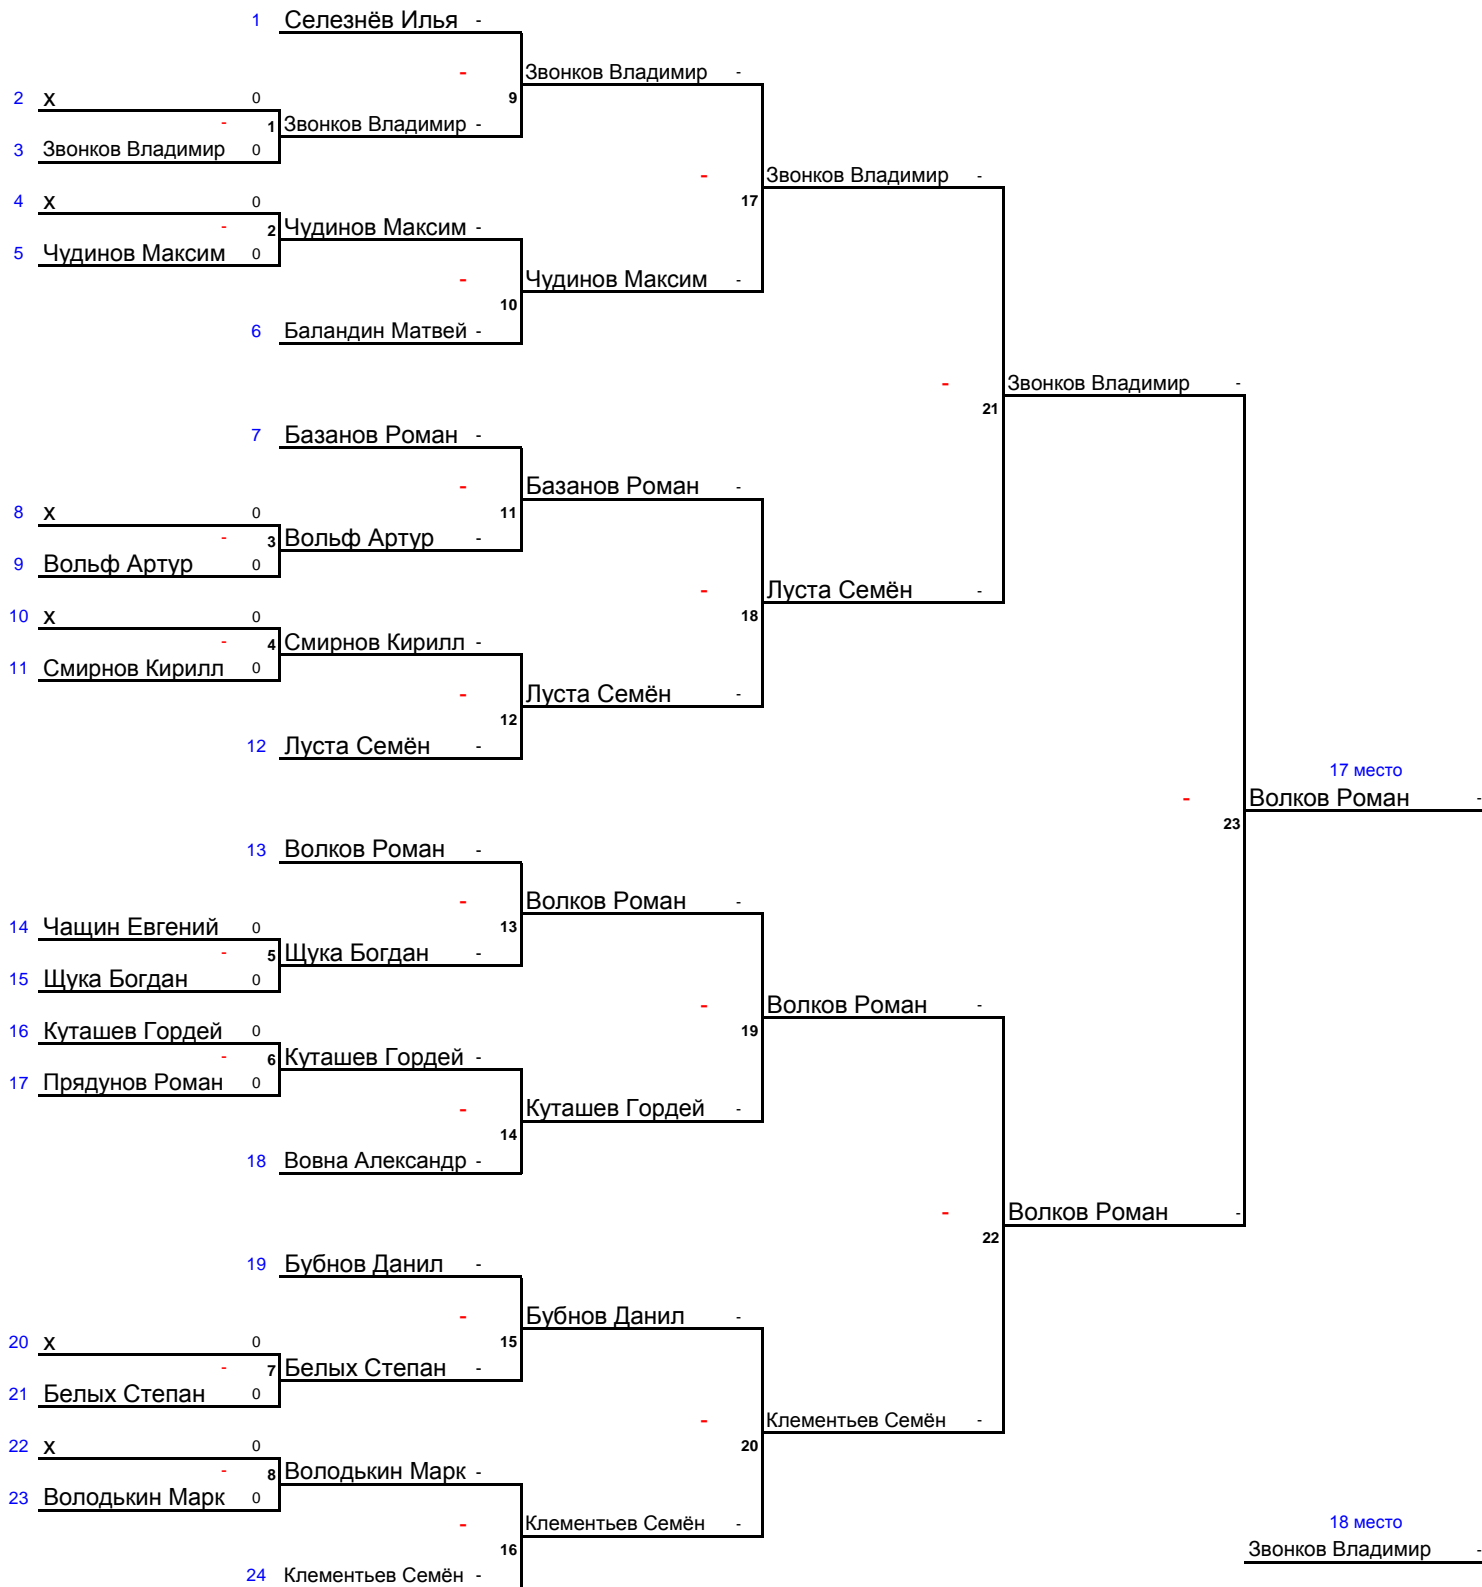 1 Селезнёв Илья -
- Звонков Владимир -
2 х 0 9
- 1 Звонков Владимир -
3 Звонков Владимир 0
- Звонков Владимир -
4 х 0 17
- 2 Чудинов Максим -
5 Чудинов Максим 0
- Чудинов Максим -
10
6 Баландин Матвей -
- Звонков Владимир -
21
7 Базанов Роман -
- Базанов Роман -
8 х 0 11
- 3 Вольф Артур -
9 Вольф Артур 0
- Луста Семён -
10 х 0 18
- 4 Смирнов Кирилл -
11 Смирнов Кирилл 0
- Луста Семён -
12
12 Луста Семён -
17 место
- Волков Роман -
23
13 Волков Роман -
- Волков Роман -
14 Чащин Евгений 0 13
- 5 Щука Богдан -
15 Щука Богдан 0
- Волков Роман -
16 Куташев Гордей 0 19
- 6 Куташев Гордей -
17 Прядунов Роман 0
- Куташев Гордей -
14
18 Вовна Александр -
- Волков Роман -
22
19 Бубнов Данил -
- Бубнов Данил -
20 х 0 15
- 7 Белых Степан -
21 Белых Степан 0
- Клементьев Семён -
22 х 0 20
- 8 Володькин Марк -
23 Володькин Марк 0
- Клементьев Семён -
18 место
16 Звонков Владимир -
24 Клементьев Семён -